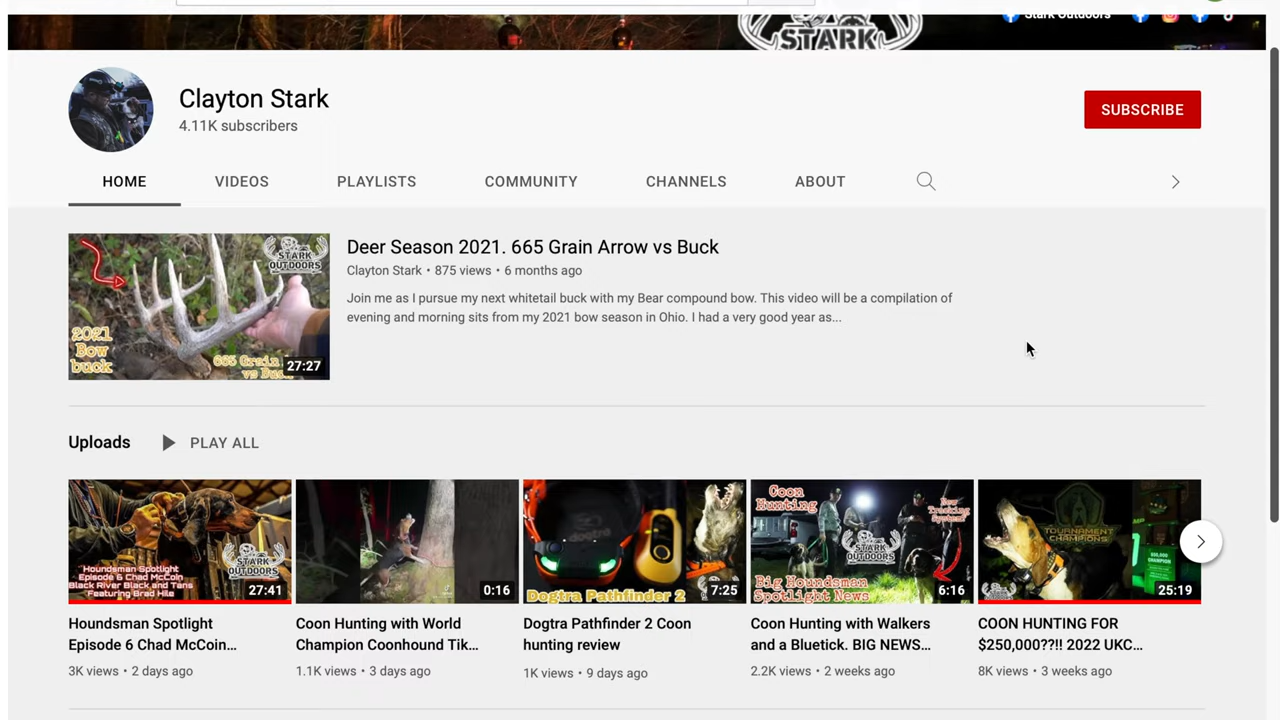 STARK
Stark Outdoors
Clayton Stark
4.11K subscribers
SUBSCRIBE
HOME
VIDEOS
PLAYLISTS
COMMUNITY
CHANNELS
ABOUT
STARK
OUTDOORS
2021
Bow
buck
665 Grain
vs Buck
27:27
Deer Season 2021. 665 Grain Arrow vs Buck
Clayton Stark • 875 views • 6 months ago
Join me as I pursue my next whitetail buck with my Bear compound bow. This video will be a compilation of
evening and morning sits from my 2021 bow season in Ohio. I had a very good year as...
Uploads
PLAY ALL
STARK
OUTDOORS
Houndsman Spotlight
Episode 6 Chad McCoin
Black River Black and Tans
Featuring Brad Hile
27:41
0:16
Dogtra Pathfinder 2
7:25
Coon
Hunting
New
Tracking
System!
STARK
OUTDOORS
Big Houndsman
Spotlight News
6:16
TOURNAMENT
CHAMPIONS
25:19
Houndsman Spotlight
Episode 6 Chad McCoin...
3K views • 2 days ago
Coon Hunting with World
Champion Coonhound Tik...
1.1K views • 3 days ago
Dogtra Pathfinder 2 Coon
hunting review
1K views • 9 days ago
Coon Hunting with Walkers
and a Bluetick. BIG NEWS...
2.2K views • 2 weeks ago
COON HUNTING FOR
$250,000??!! 2022 UKC...
8K views • 3 weeks ago